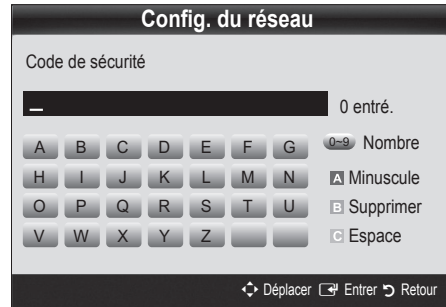 Config. du réseau
Code de sécurité
_ 0 entré.
A B C D E F G 0~9 Nombre
H I J K L M N A Minuscule
O P Q R S T U B Supprimer
V W X Y Z C Espace
Déplacer Entrer Retour